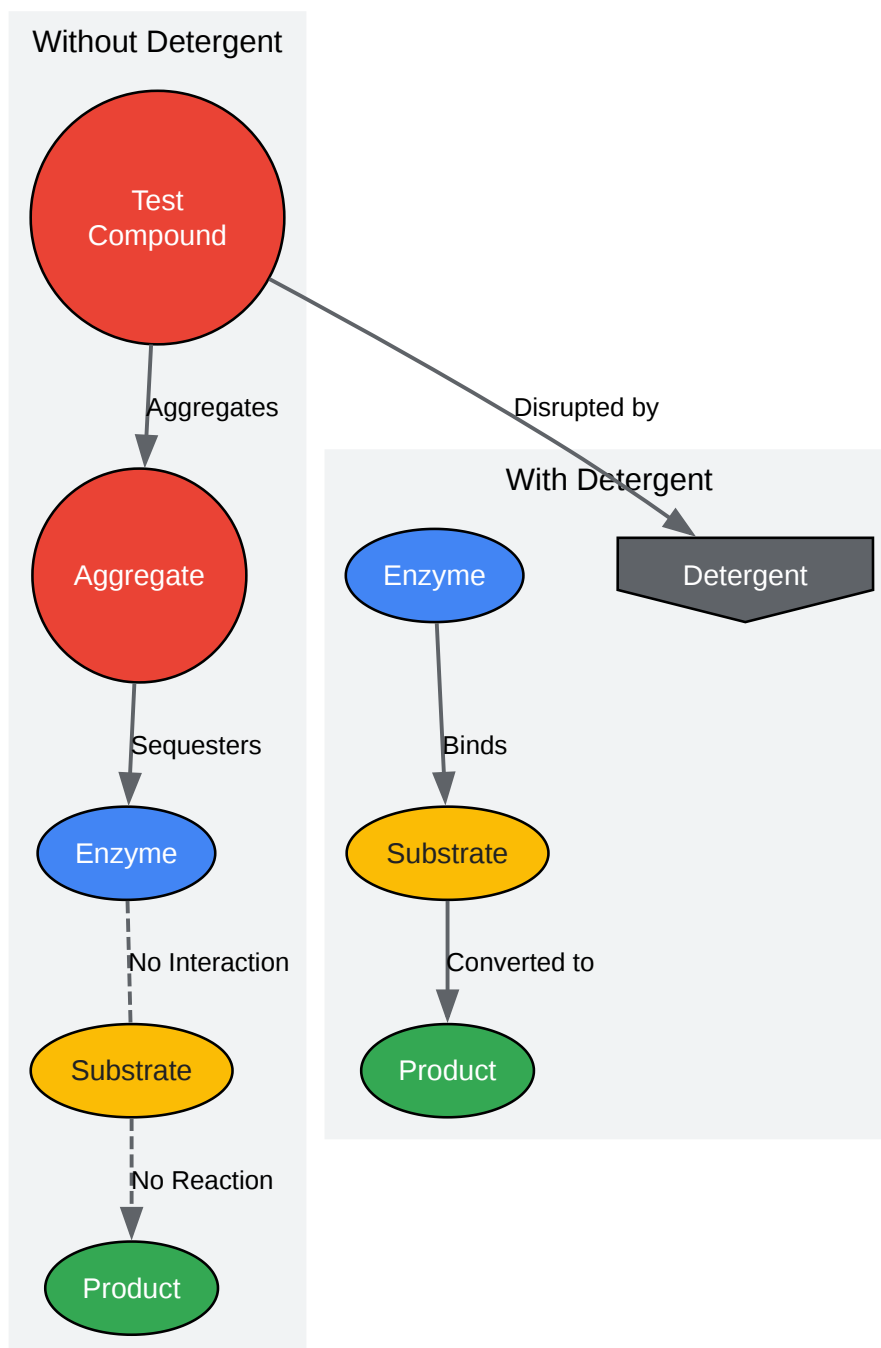 Without Detergent
Test
Compound
Aggregates
Aggregate
Sequesters
Enzyme
No Interaction
Substrate
No Reaction
Product
Disrupted by
With Detergent
Enzyme
Detergent
Binds
Substrate
Converted to
Product